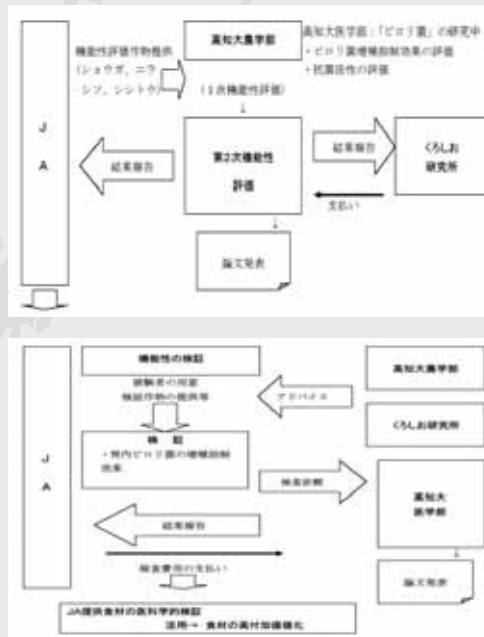 機能性評価作物提供
(ショウガ、ニラ
シソ、シシトウ)
高知大農学部
高知大医学部:「ピロリ菌」の研究中
・ピロリ菌増殖抑制効果の評価
・抗菌活性の評価
(1次機能性評価)
J
A
結果報告
第2次機能性
評価
結果報告
くろしお
研究所
支払い
論文発表
機能性の検証
被験者の用意
検証作物の提供等
アドバイス
高知大農学部
くろしお研究所
検 証
・胃内ピロリ菌の増殖抑制
効果
J
A
検査依頼
高知大
医学部
結果報告
検査費用の支払い
論文発表
JA提供食材の医科学的検証
活用→ 食材の高付加価値化